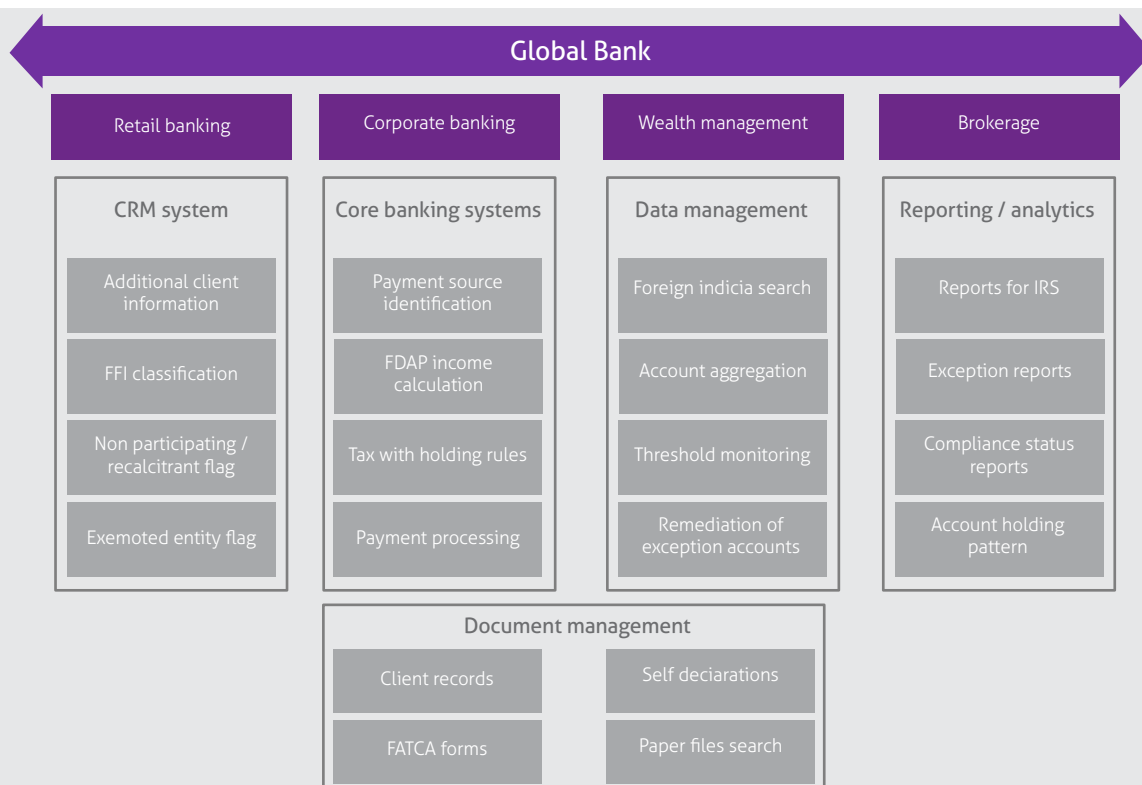 Global Bank
Retail banking
Corporate banking
Wealth management
Brokerage
CRM system
Additional client
information
FFI classification
Non participating /
recalcitrant flag
Exemoted entity flag
Core banking systems
Payment source
identification
FDAP income
calculation
Tax with holding rules
Payment processing
Data management
Foreign indicia search
Account aggregation
Threshold monitoring
Remediation of
exception accounts
Reporting / analytics
Reports for IRS
Exception reports
Compliance status
reports
Account holding
pattern
Document management
Client records
Self deciarations
FATCA forms
Paper files search